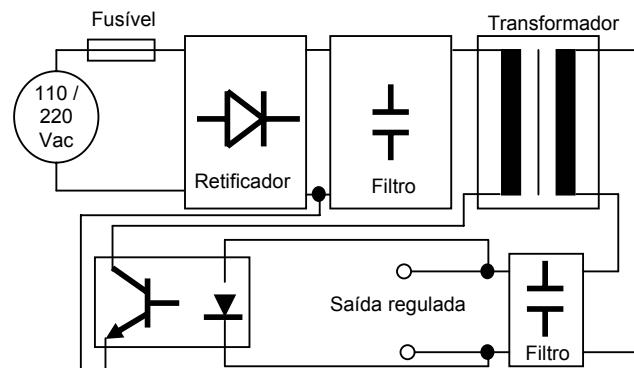 Fusível
Transformador
110 /
220
Vac
Retificador
Filtro
Saída regulada
Filtro